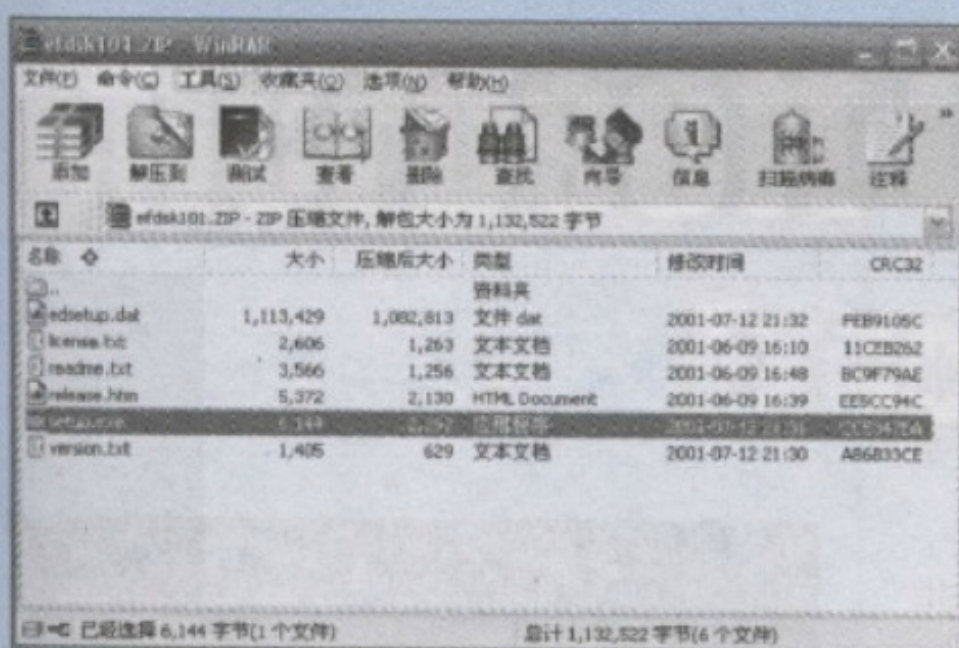 efdsk101.ZIP - WinRAR
文件(F) 命令(C) 工具(S) 收藏夹(O) 选项(N) 帮助(H)
添加 解压到 测试 查看 删除 查找 向导 信息 扫描病毒 注释
efdsk101.ZIP - ZIP 压缩文件, 解包大小为 1,132,522 字节
名称 大小 压缩后大小 类型 修改时间 CRC32
.. 资料夹
edsetup.dat 1,113,429 1,082,813 文件 dat 2001-07-12 21:32 FEB9105C
license.txt 2,606 1,263 文本文档 2001-06-09 16:10 11CEB262
readme.txt 3,566 1,256 文本文档 2001-06-09 16:48 BC9F79AE
release.htm 5,372 2,130 HTML Document 2001-06-09 16:39 EE5CC94C
setup.exe 6,144 应用程序
version.txt 1,405 629 文本文档 2001-07-12 21:30 A86B33CE
已经选择 6,144 字节(1 个文件) 总计 1,132,522 字节(6 个文件)